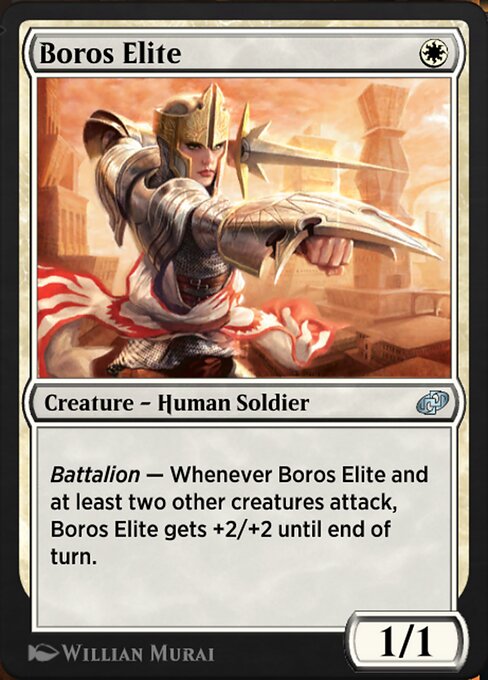 Boros Elite
Creature – Human Soldier
Battalion — Whenever Boros Elite and
at least two other creatures attack,
Boros Elite gets +2/+2 until end of
turn.
1/1
Willian Murai